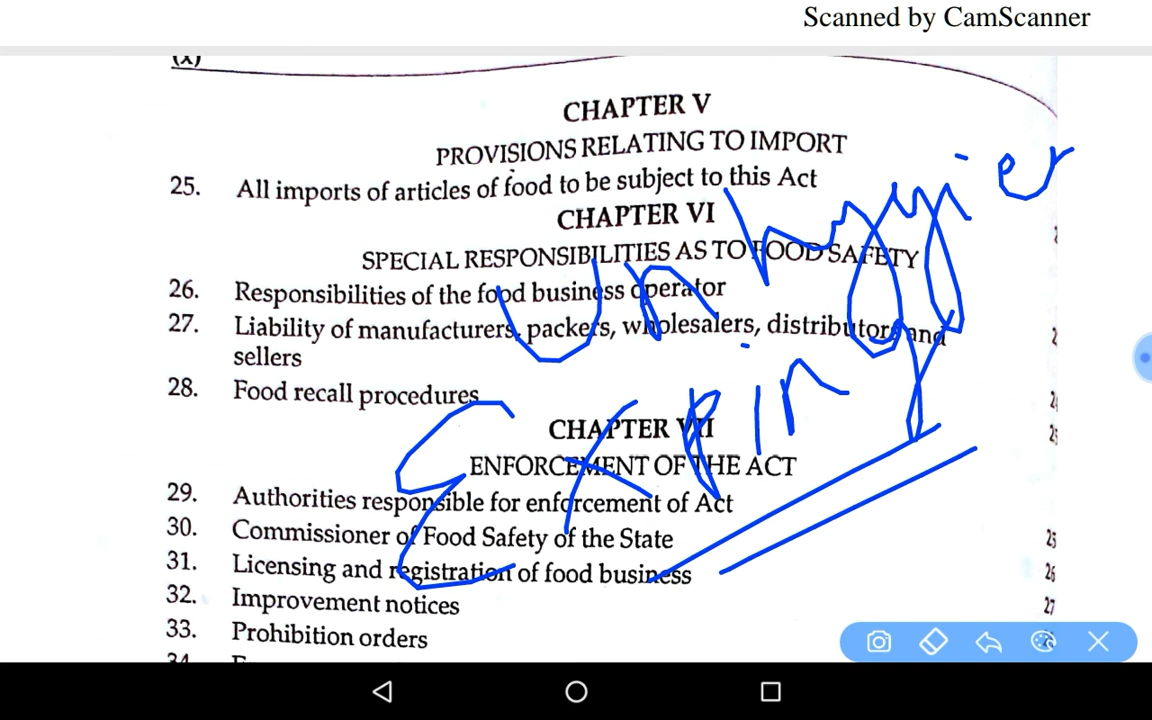 Scanned by CamScanner
(x)
CHAPTER V
PROVISIONS RELATING TO IMPORT
25. All imports of articles of food to be subject to this Act
CHAPTER VI
SPECIAL RESPONSIBILITIES AS TO FOOD SAFETY
26. Responsibilities of the food business operator
27. Liability of manufacturers, packers, wholesalers, distributors and
sellers
28. Food recall procedures
CHAPTER VII
ENFORCEMENT OF THE ACT
29. Authorities responsible for enforcement of Act
30. Commissioner of Food Safety of the State 25
31. Licensing and registration of food business 26
32. Improvement notices 27
33. Prohibition orders
34.